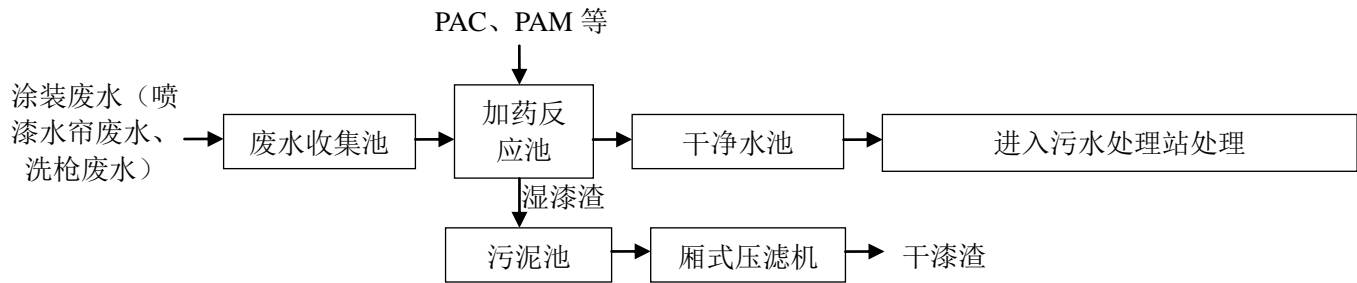 PAC、PAM 等
涂装废水（喷
漆水帘废水、
洗枪废水）
废水收集池
加药反
应池
干净水池
进入污水处理站处理
湿漆渣
污泥池
厢式压滤机
干漆渣